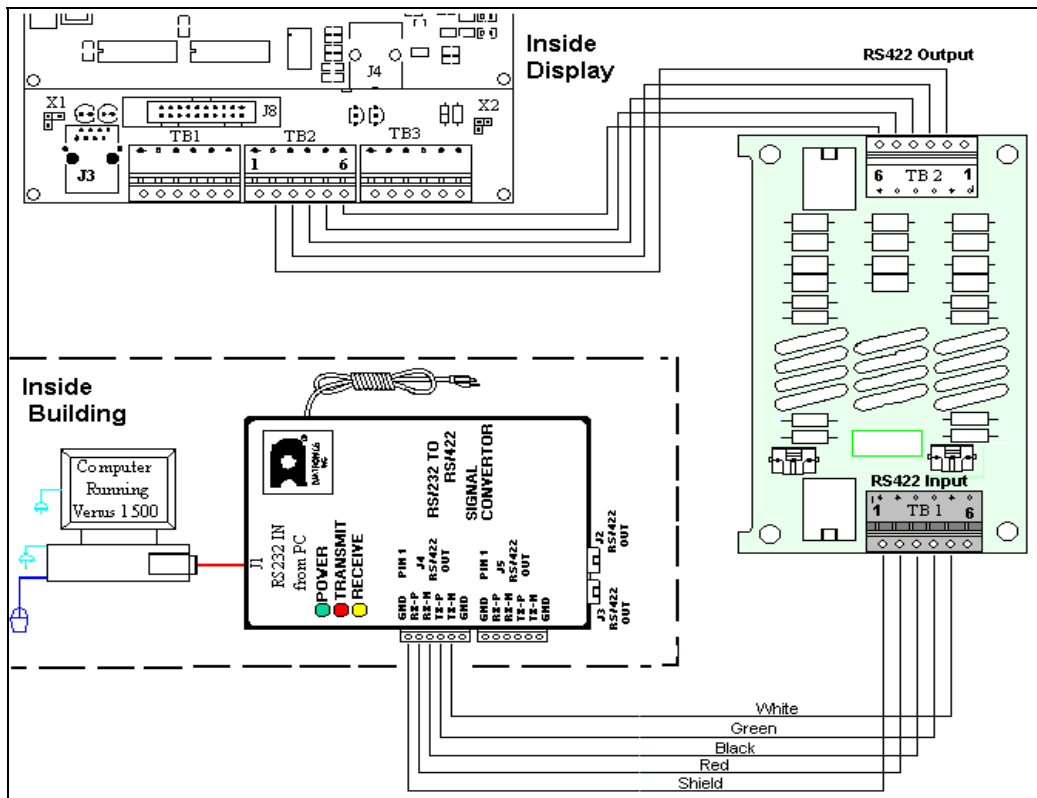 Inside
Display
RS422 Output
J4
X1
J8
X2
TB1
TB2
TB3
1
6
J3
6
TB 2
1
Inside
Building
Computer
Running
Venus 1500
DAKTRONICS
INC
RS/232 TO
RS/422
SIGNAL
CONVERTOR
J1
RS232 IN
from PC
POVER
TRANSMIT
RECEIVE
PIN 1
J4
RS/422
OUT
GND
RX-P
RX-N
TX-P
TX-N
GND
PIN 1
J5
RS/422
OUT
GND
RX-P
RX-N
TX-P
TX-N
GND
J2
RS/422
OUT
J3
RS/422
OUT
RS422 Input
1
TB 1
6
White
Green
Black
Red
Shield